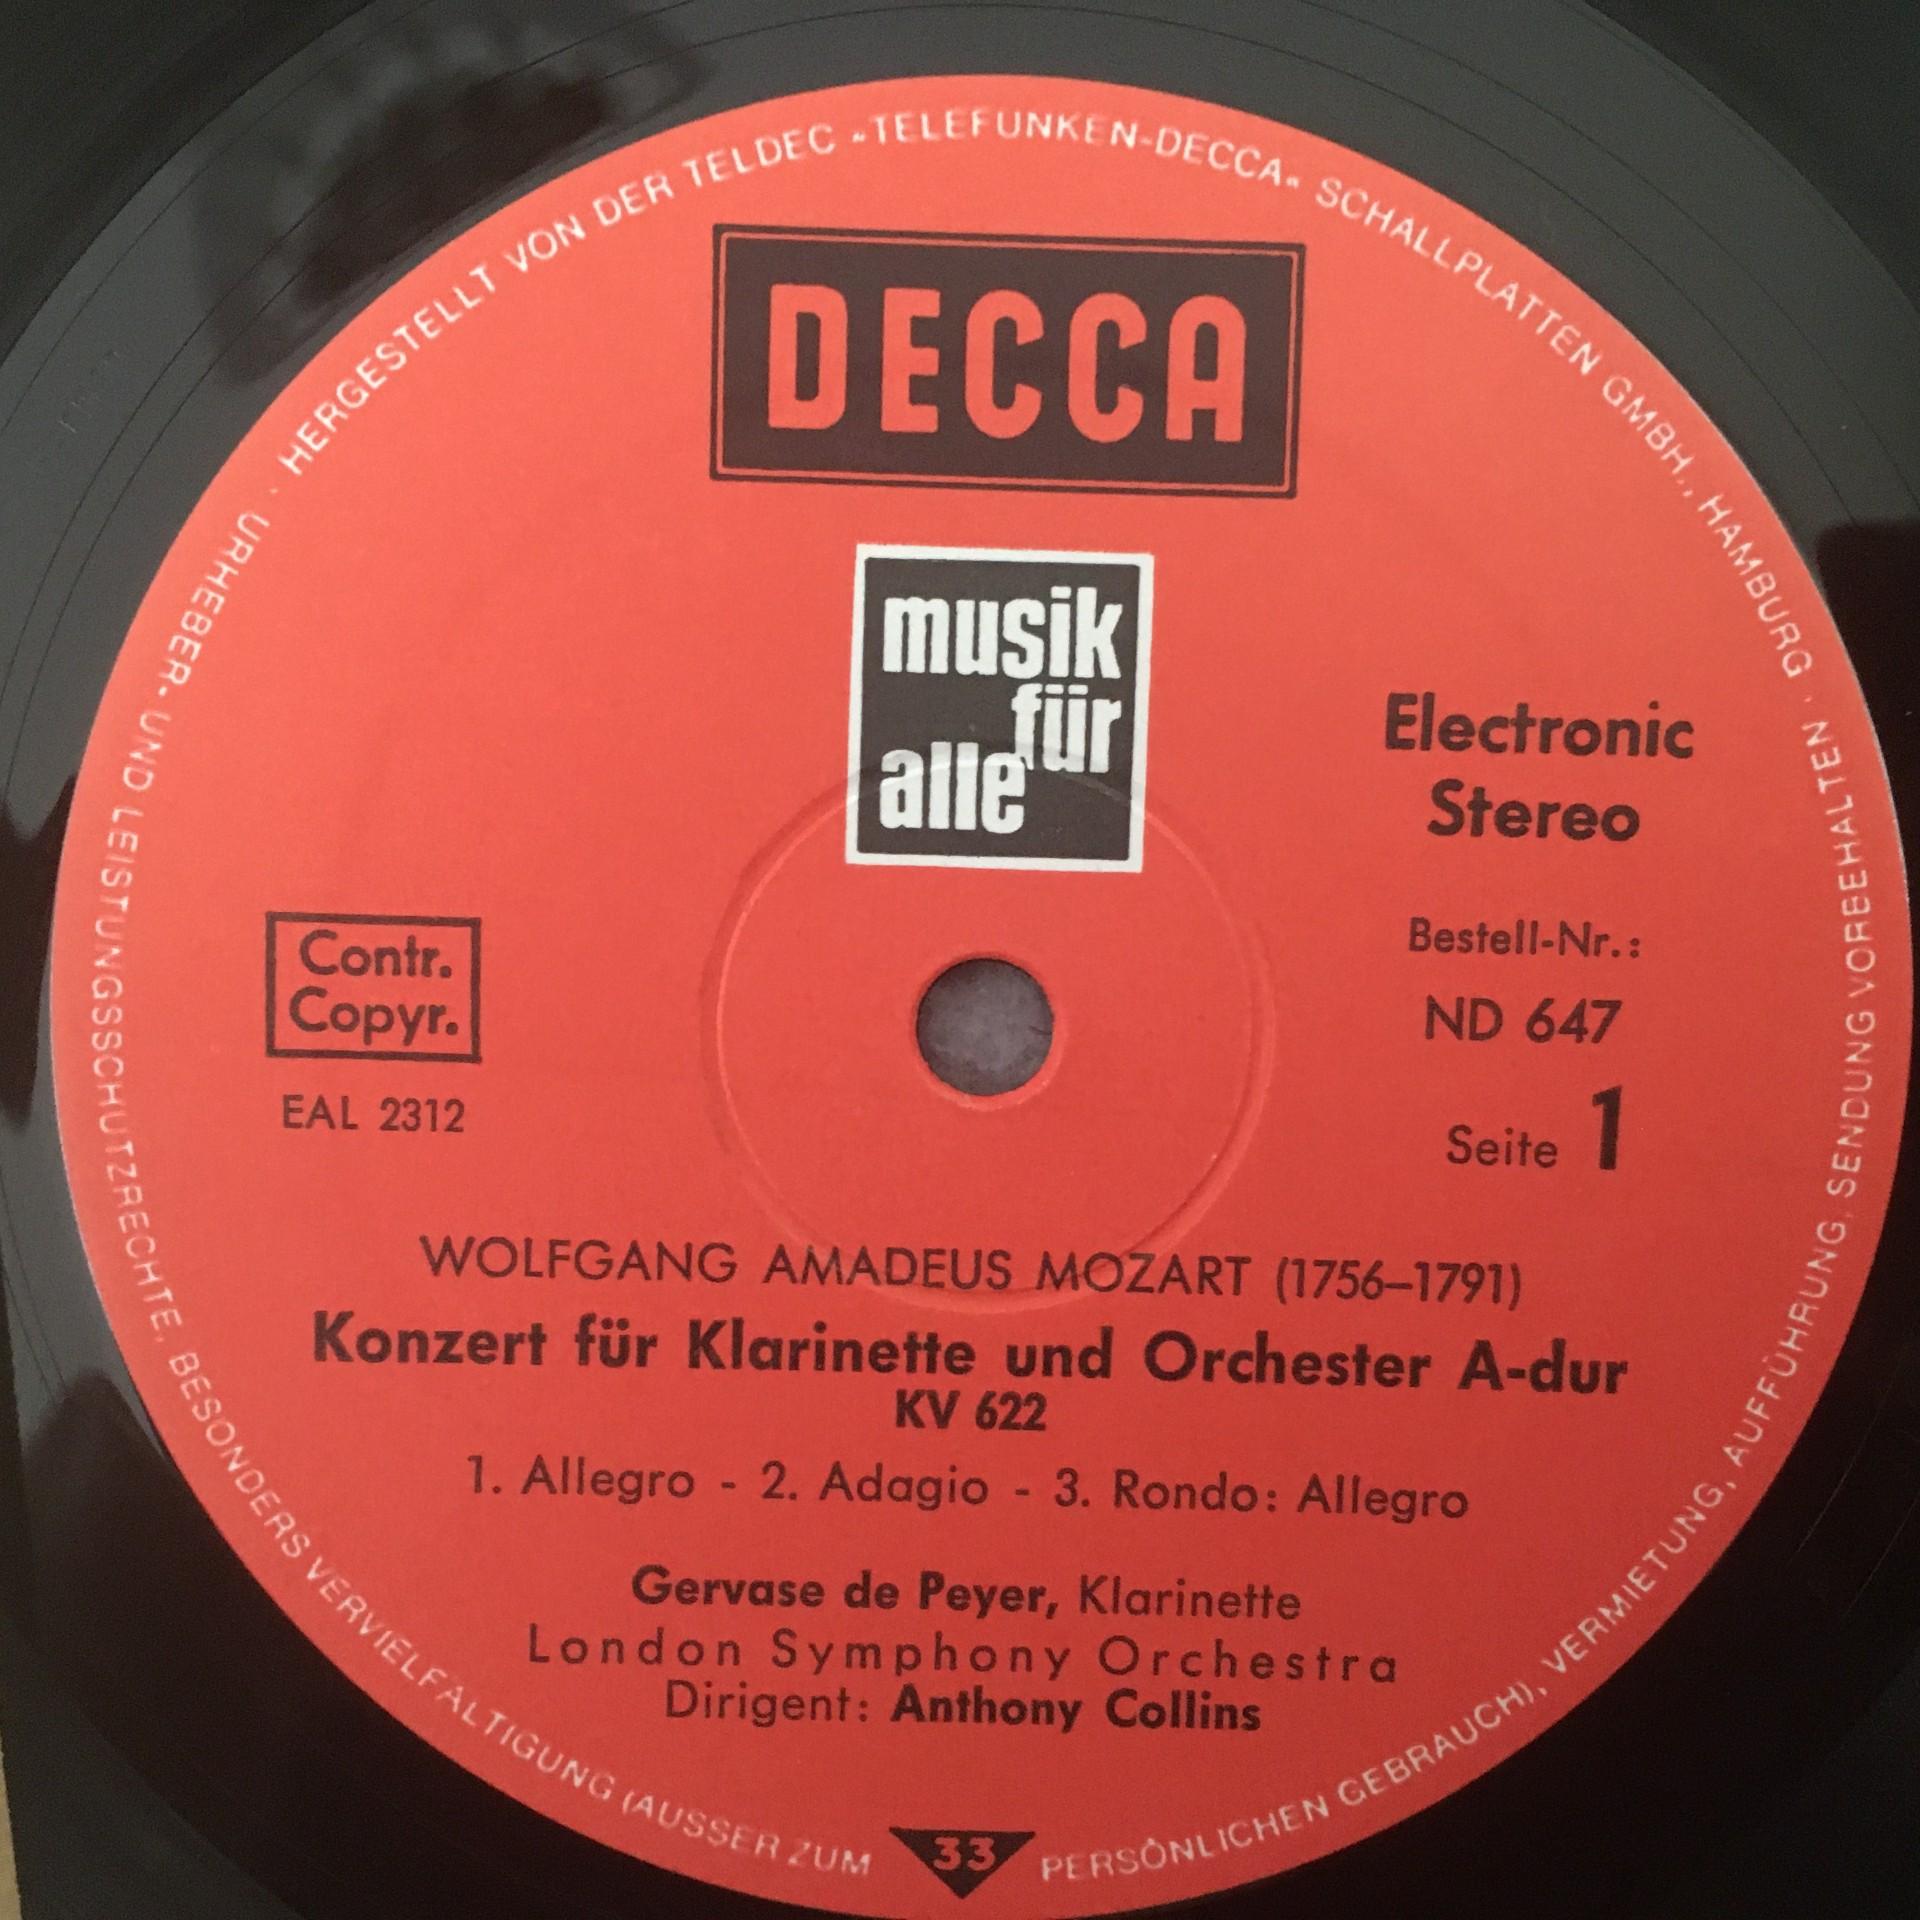 HERGESTELLT VON DER TELDEC »TELEFUNKEN-DECCA« SCHALLPLATTEN GMBH., HAMBURG · URHEBER- UND LEISTUNGSSCHUTZRECHTE, BESONDERS VERVIELFÄLTIGUNG (AUSSER ZUM PERSÖNLICHEN GEBRAUCH), VERMIETUNG, AUFFÜHRUNG, SENDUNG VORBEHALTEN ·
DECCA
musik
für
alle
Electronic
Stereo
Contr.
Copyr.
EAL 2312
Bestell-Nr.:
ND 647
Seite 1
WOLFGANG AMADEUS MOZART (1756–1791)
Konzert für Klarinette und Orchester A-dur
KV 622
1. Allegro - 2. Adagio - 3. Rondo: Allegro
Gervase de Peyer, Klarinette
London Symphony Orchestra
Dirigent: Anthony Collins
33